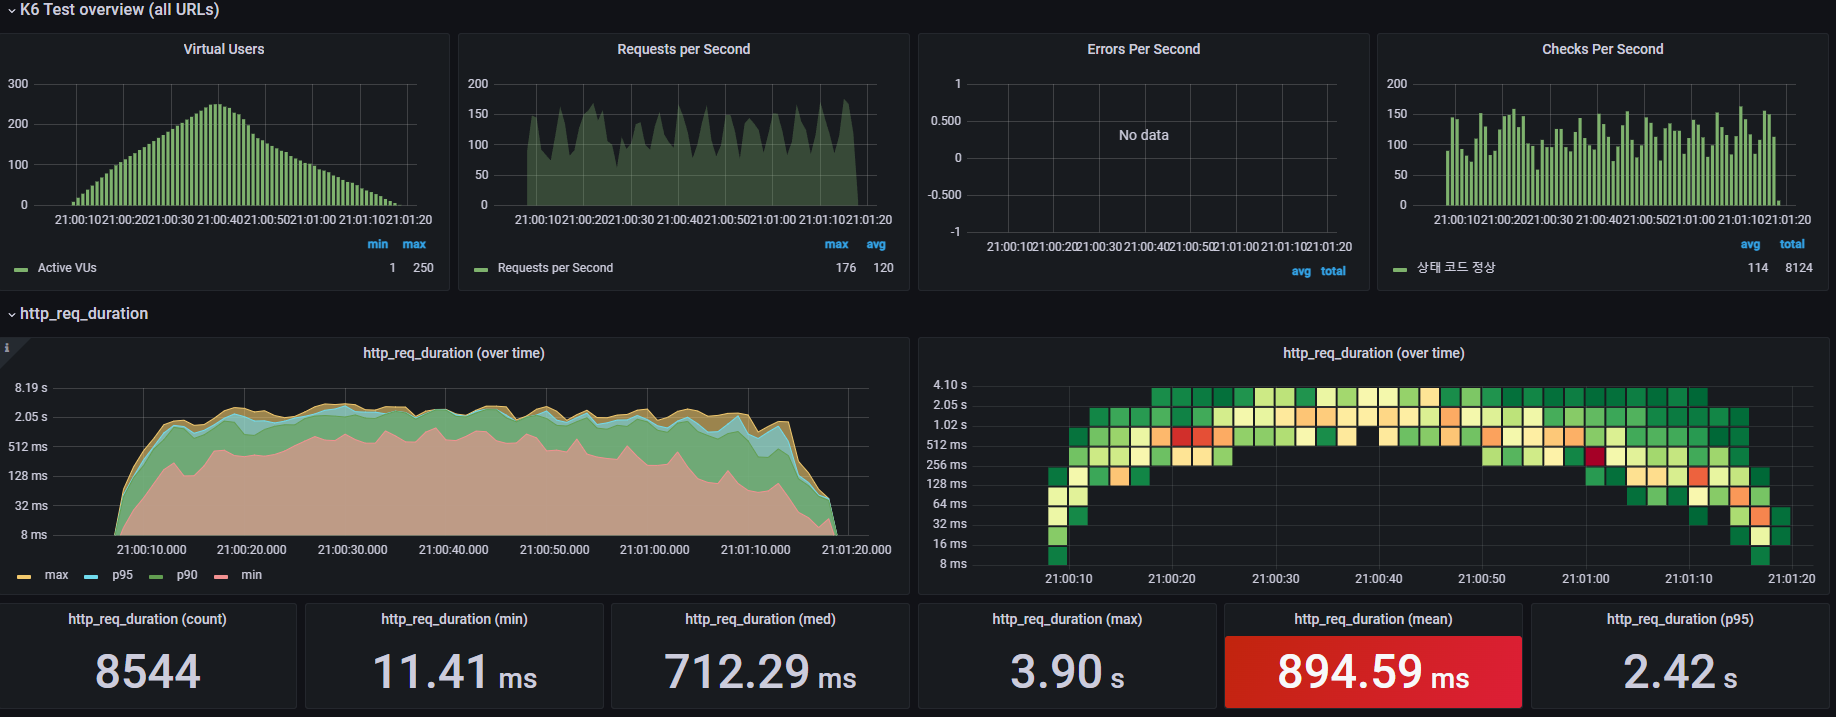 K6 Test overview (all URLs)
Virtual Users
300
200
100
0
21:00:10 21:00:20 21:00:30 21:00:40 21:00:50 21:01:00 21:01:10 21:01:20
min max
Active VUs 1 250
Requests per Second
200
150
100
50
0
21:00:10 21:00:20 21:00:30 21:00:40 21:00:50 21:01:00 21:01:10 21:01:20
max avg
Requests per Second 176 120
Errors Per Second
1
0.500
0
-0.500
-1
No data
21:00:10 21:00:20 21:00:30 21:00:40 21:00:50 21:01:00 21:01:10 21:01:20
avg total
Checks Per Second
200
150
100
50
0
21:00:10 21:00:20 21:00:30 21:00:40 21:00:50 21:01:00 21:01:10 21:01:20
avg total
상태 코드 정상 114 8124
http_req_duration
i
http_req_duration (over time)
8.19 s
2.05 s
512 ms
128 ms
32 ms
8 ms
21:00:10.000 21:00:20.000 21:00:30.000 21:00:40.000 21:00:50.000 21:01:00.000 21:01:10.000 21:01:20.000
max p95 p90 min
http_req_duration (over time)
4.10 s
2.05 s
1.02 s
512 ms
256 ms
128 ms
64 ms
32 ms
16 ms
8 ms
21:00:10 21:00:20 21:00:30 21:00:40 21:00:50 21:01:00 21:01:10 21:01:20
http_req_duration (count)
8544
http_req_duration (min)
11.41 ms
http_req_duration (med)
712.29 ms
http_req_duration (max)
3.90 s
http_req_duration (mean)
894.59 ms
http_req_duration (p95)
2.42 s